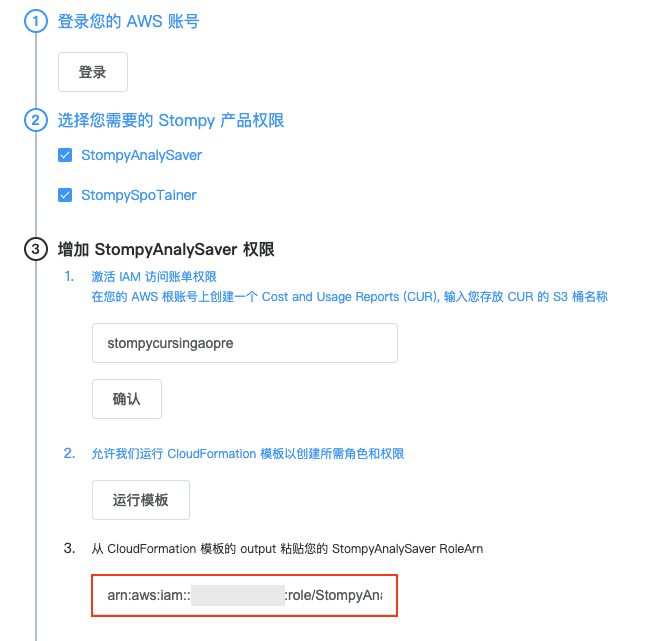 1 登录您的 AWS 账号
登录
2 选择您需要的 Stompy 产品权限
StompyAnalySaver
StompySpoTainer
3 增加 StompyAnalySaver 权限
1. 激活 IAM 访问账单权限
在您的 AWS 根账号上创建一个 Cost and Usage Reports (CUR), 输入您存放 CUR 的 S3 桶名称
stompycursingaopre
确认
2. 允许我们运行 CloudFormation 模板以创建所需角色和权限
运行模板
3. 从 CloudFormation 模板的 output 粘贴您的 StompyAnalySaver RoleArn
arn:aws:iam:: :role/StompyAna